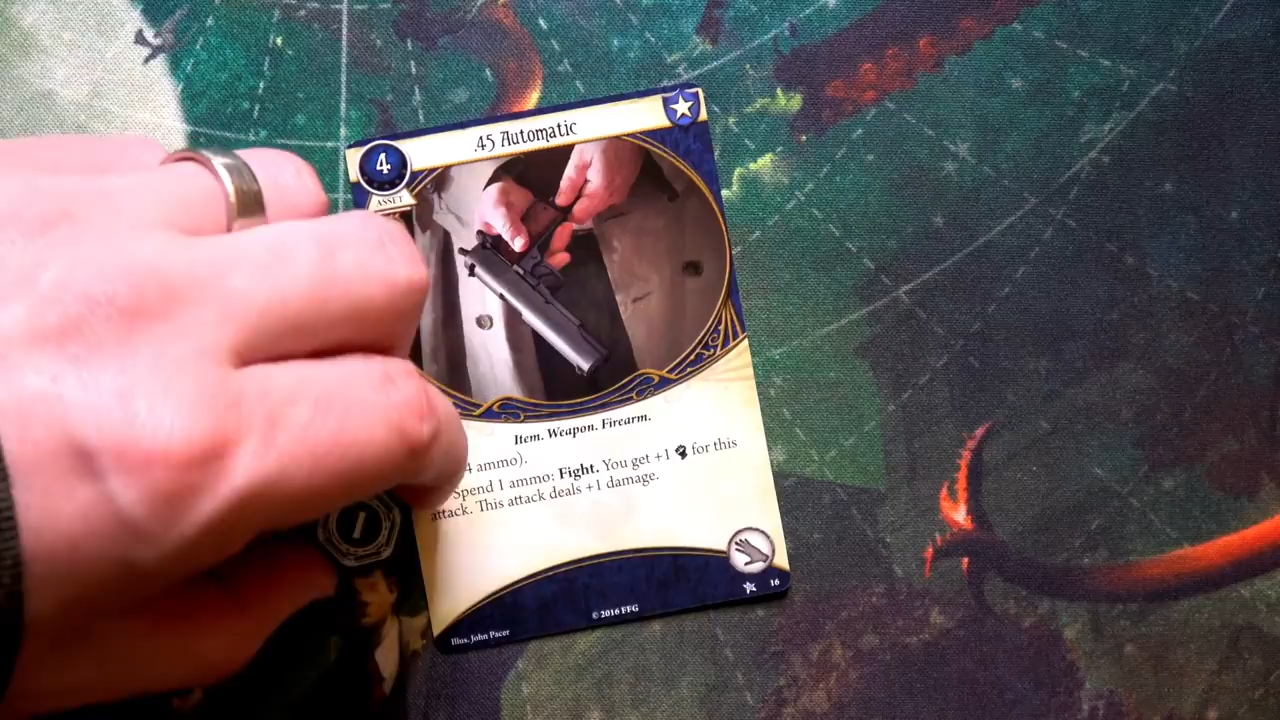 .45 Automatic
4
ASSET
Item. Weapon. Firearm.
4 ammo).
Spend 1 ammo: Fight. You get +1 for this
attack. This attack deals +1 damage.
16
© 2016 FFG
Illus. John Pacer